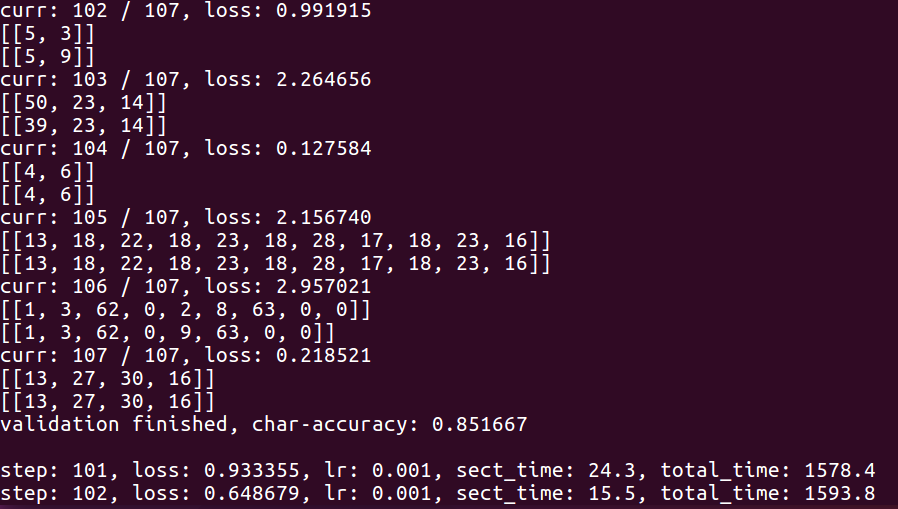 curr: 102 / 107, loss: 0.991915
[[5, 3]]
[[5, 9]]
curr: 103 / 107, loss: 2.264656
[[50, 23, 14]]
[[39, 23, 14]]
curr: 104 / 107, loss: 0.127584
[[4, 6]]
[[4, 6]]
curr: 105 / 107, loss: 2.156740
[[13, 18, 22, 18, 23, 18, 28, 17, 18, 23, 16]]
[[13, 18, 22, 18, 23, 18, 28, 17, 18, 23, 16]]
curr: 106 / 107, loss: 2.957021
[[1, 3, 62, 0, 2, 8, 63, 0, 0]]
[[1, 3, 62, 0, 9, 63, 0, 0]]
curr: 107 / 107, loss: 0.218521
[[13, 27, 30, 16]]
[[13, 27, 30, 16]]
validation finished, char-accuracy: 0.851667
step: 101, loss: 0.933355, lr: 0.001, sect_time: 24.3, total_time: 1578.4
step: 102, loss: 0.648679, lr: 0.001, sect_time: 15.5, total_time: 1593.8